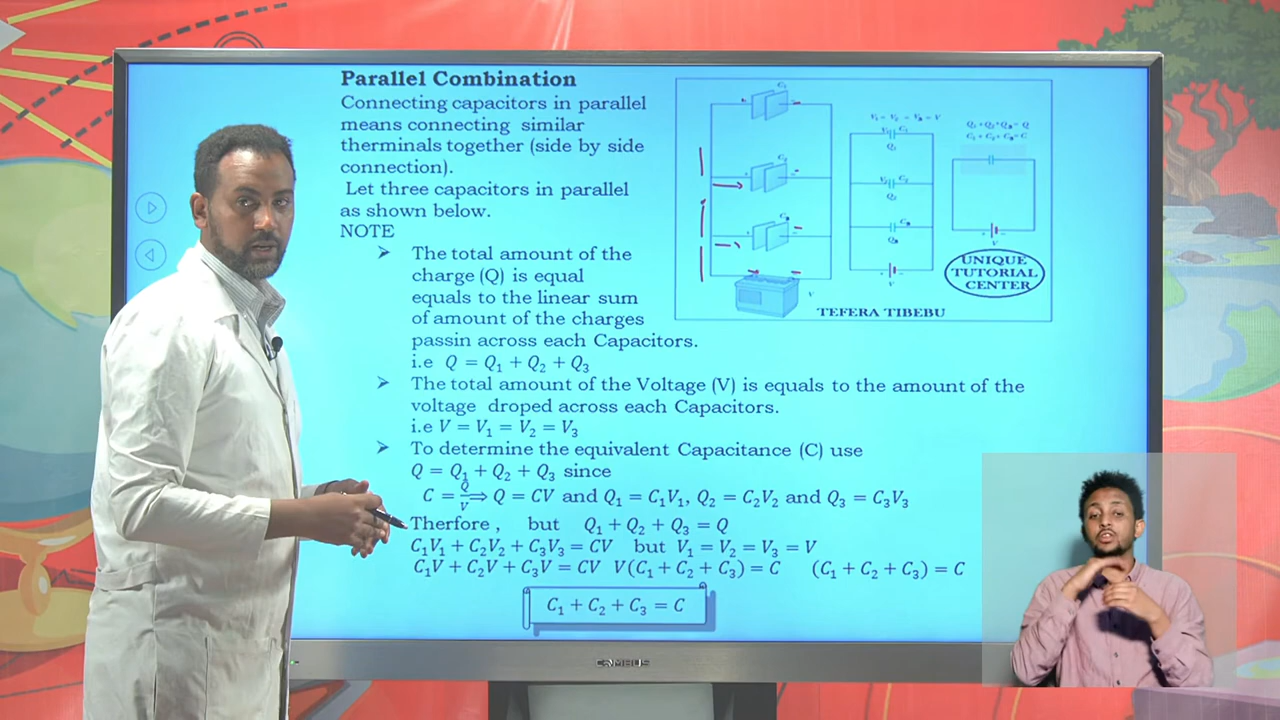 Parallel Combination
Connecting capacitors in parallel
means connecting similar
therminals together (side by side
connection).
Let three capacitors in parallel
as shown below.
NOTE
➢ The total amount of the
charge (Q) is equal
equals to the linear sum
of amount of the charges
passin across each Capacitors.
i.e Q = Q₁ + Q₂ + Q₃
➢ The total amount of the Voltage (V) is equals to the amount of the
voltage droped across each Capacitors.
i.e V = V₁ = V₂ = V₃
➢ To determine the equivalent Capacitance (C) use
Q = Q₁ + Q₂ + Q₃ since
C = Q/V ⟹ Q = CV and Q₁ = C₁V₁, Q₂ = C₂V₂ and Q₃ = C₃V₃
Therfore , but Q₁ + Q₂ + Q₃ = Q
C₁V₁ + C₂V₂ + C₃V₃ = CV but V₁ = V₂ = V₃ = V
C₁V + C₂V + C₃V = CV V(C₁ + C₂ + C₃) = C (C₁ + C₂ + C₃) = C
C₁ + C₂ + C₃ = C
UNIQUE
TUTORIAL
CENTER
TEFERA TIBEBU